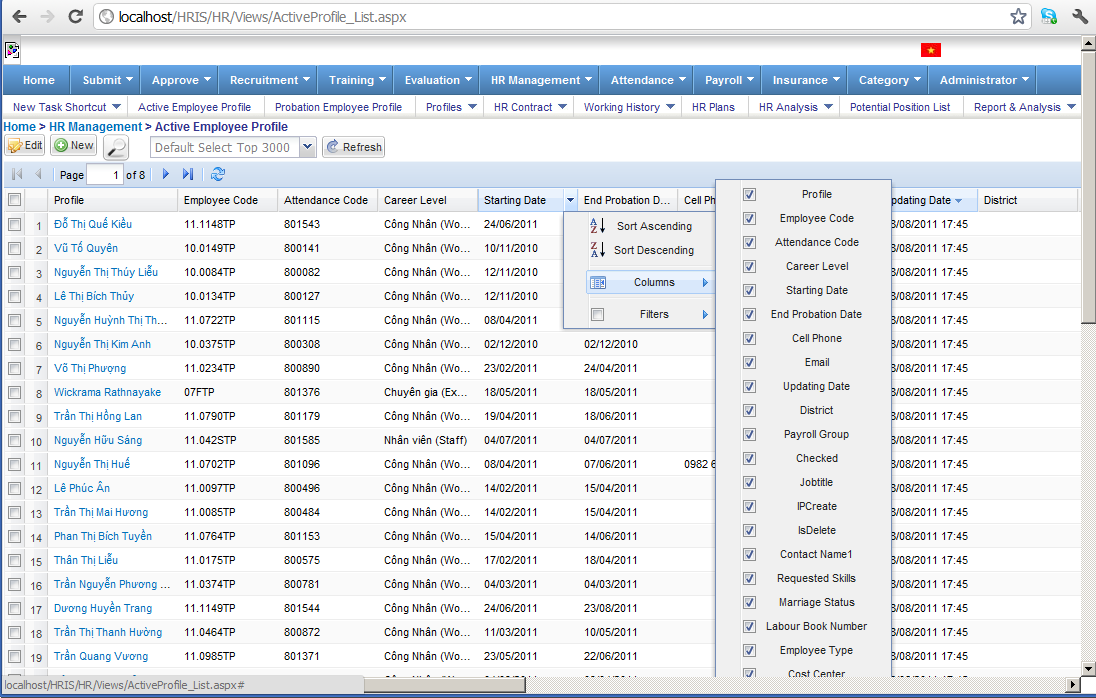 localhost/HRIS/HR/Views/ActiveProfile_List.aspx
Home Submit Approve Recruitment Training Evaluation HR Management Attendance Payroll Insurance Category Administrator
New Task Shortcut Active Employee Profile Probation Employee Profile Profiles HR Contract Working History HR Plans HR Analysis Potential Position List Report & Analysis
Home > HR Management > Active Employee Profile
Edit New Default Select Top 3000 Refresh
Page 1 of 8
Profile Employee Code Attendance Code Career Level Starting Date End Probation D... Cell Ph pdating Date District
1 Đỗ Thị Quế Kiều 11.1148TP 801543 Công Nhân (Wo... 24/06/2011 8/08/2011 17:45
2 Vũ Tố Quyên 10.0149TP 800141 Công Nhân (Wo... 10/11/2010 8/08/2011 17:45
3 Nguyễn Thị Thúy Liễu 10.0084TP 800082 Công Nhân (Wo... 12/11/2010 8/08/2011 17:45
4 Lê Thị Bích Thủy 10.0134TP 800127 Công Nhân (Wo... 12/11/2010 8/08/2011 17:45
5 Nguyễn Huỳnh Thị Th... 11.0722TP 801115 Công Nhân (Wo... 08/04/2011 8/08/2011 17:45
6 Nguyễn Thị Kim Anh 10.0375TP 800308 Công Nhân (Wo... 02/12/2010 02/12/2010 8/08/2011 17:45
7 Võ Thị Phượng 11.0234TP 800890 Công Nhân (Wo... 23/02/2011 24/04/2011 8/08/2011 17:45
8 Wickrama Rathnayake 07FTP 801376 Chuyên gia (Ex... 18/05/2011 18/05/2011 8/08/2011 17:45
9 Trần Thị Hồng Lan 11.0790TP 801179 Công Nhân (Wo... 19/04/2011 18/06/2011 8/08/2011 17:45
10 Nguyễn Hữu Sáng 11.042STP 801585 Nhân viên (Staff) 04/07/2011 04/07/2011 8/08/2011 17:45
11 Nguyễn Thị Huế 11.0702TP 801096 Công Nhân (Wo... 08/04/2011 07/06/2011 0982 6 8/08/2011 17:45
12 Lê Phúc Ân 11.0097TP 800496 Công Nhân (Wo... 14/02/2011 15/04/2011 8/08/2011 17:45
13 Trần Thị Mai Hương 11.0085TP 800484 Công Nhân (Wo... 14/02/2011 15/04/2011 8/08/2011 17:45
14 Phan Thị Bích Tuyền 11.0764TP 801153 Công Nhân (Wo... 15/04/2011 14/06/2011 8/08/2011 17:45
15 Thân Thị Liễu 11.0175TP 800575 Công Nhân (Wo... 17/02/2011 18/04/2011 8/08/2011 17:45
16 Trần Nguyễn Phương ... 11.0374TP 800781 Công Nhân (Wo... 04/03/2011 04/03/2011 8/08/2011 17:45
17 Dương Huyền Trang 11.1149TP 801544 Công Nhân (Wo... 24/06/2011 23/08/2011 8/08/2011 17:45
18 Trần Thị Thanh Hường 11.0464TP 800872 Công Nhân (Wo... 11/03/2011 10/05/2011 8/08/2011 17:45
19 Trần Quang Vương 11.0985TP 801371 Công Nhân (Wo... 23/05/2011 22/06/2011 8/08/2011 17:45
Sort Ascending
Sort Descending
Columns
Filters
Profile
Employee Code
Attendance Code
Career Level
Starting Date
End Probation Date
Cell Phone
Email
Updating Date
District
Payroll Group
Checked
Jobtitle
IPCreate
IsDelete
Contact Name1
Requested Skills
Marriage Status
Labour Book Number
Employee Type
Cost Center
localhost/HRIS/HR/Views/ActiveProfile_List.aspx#